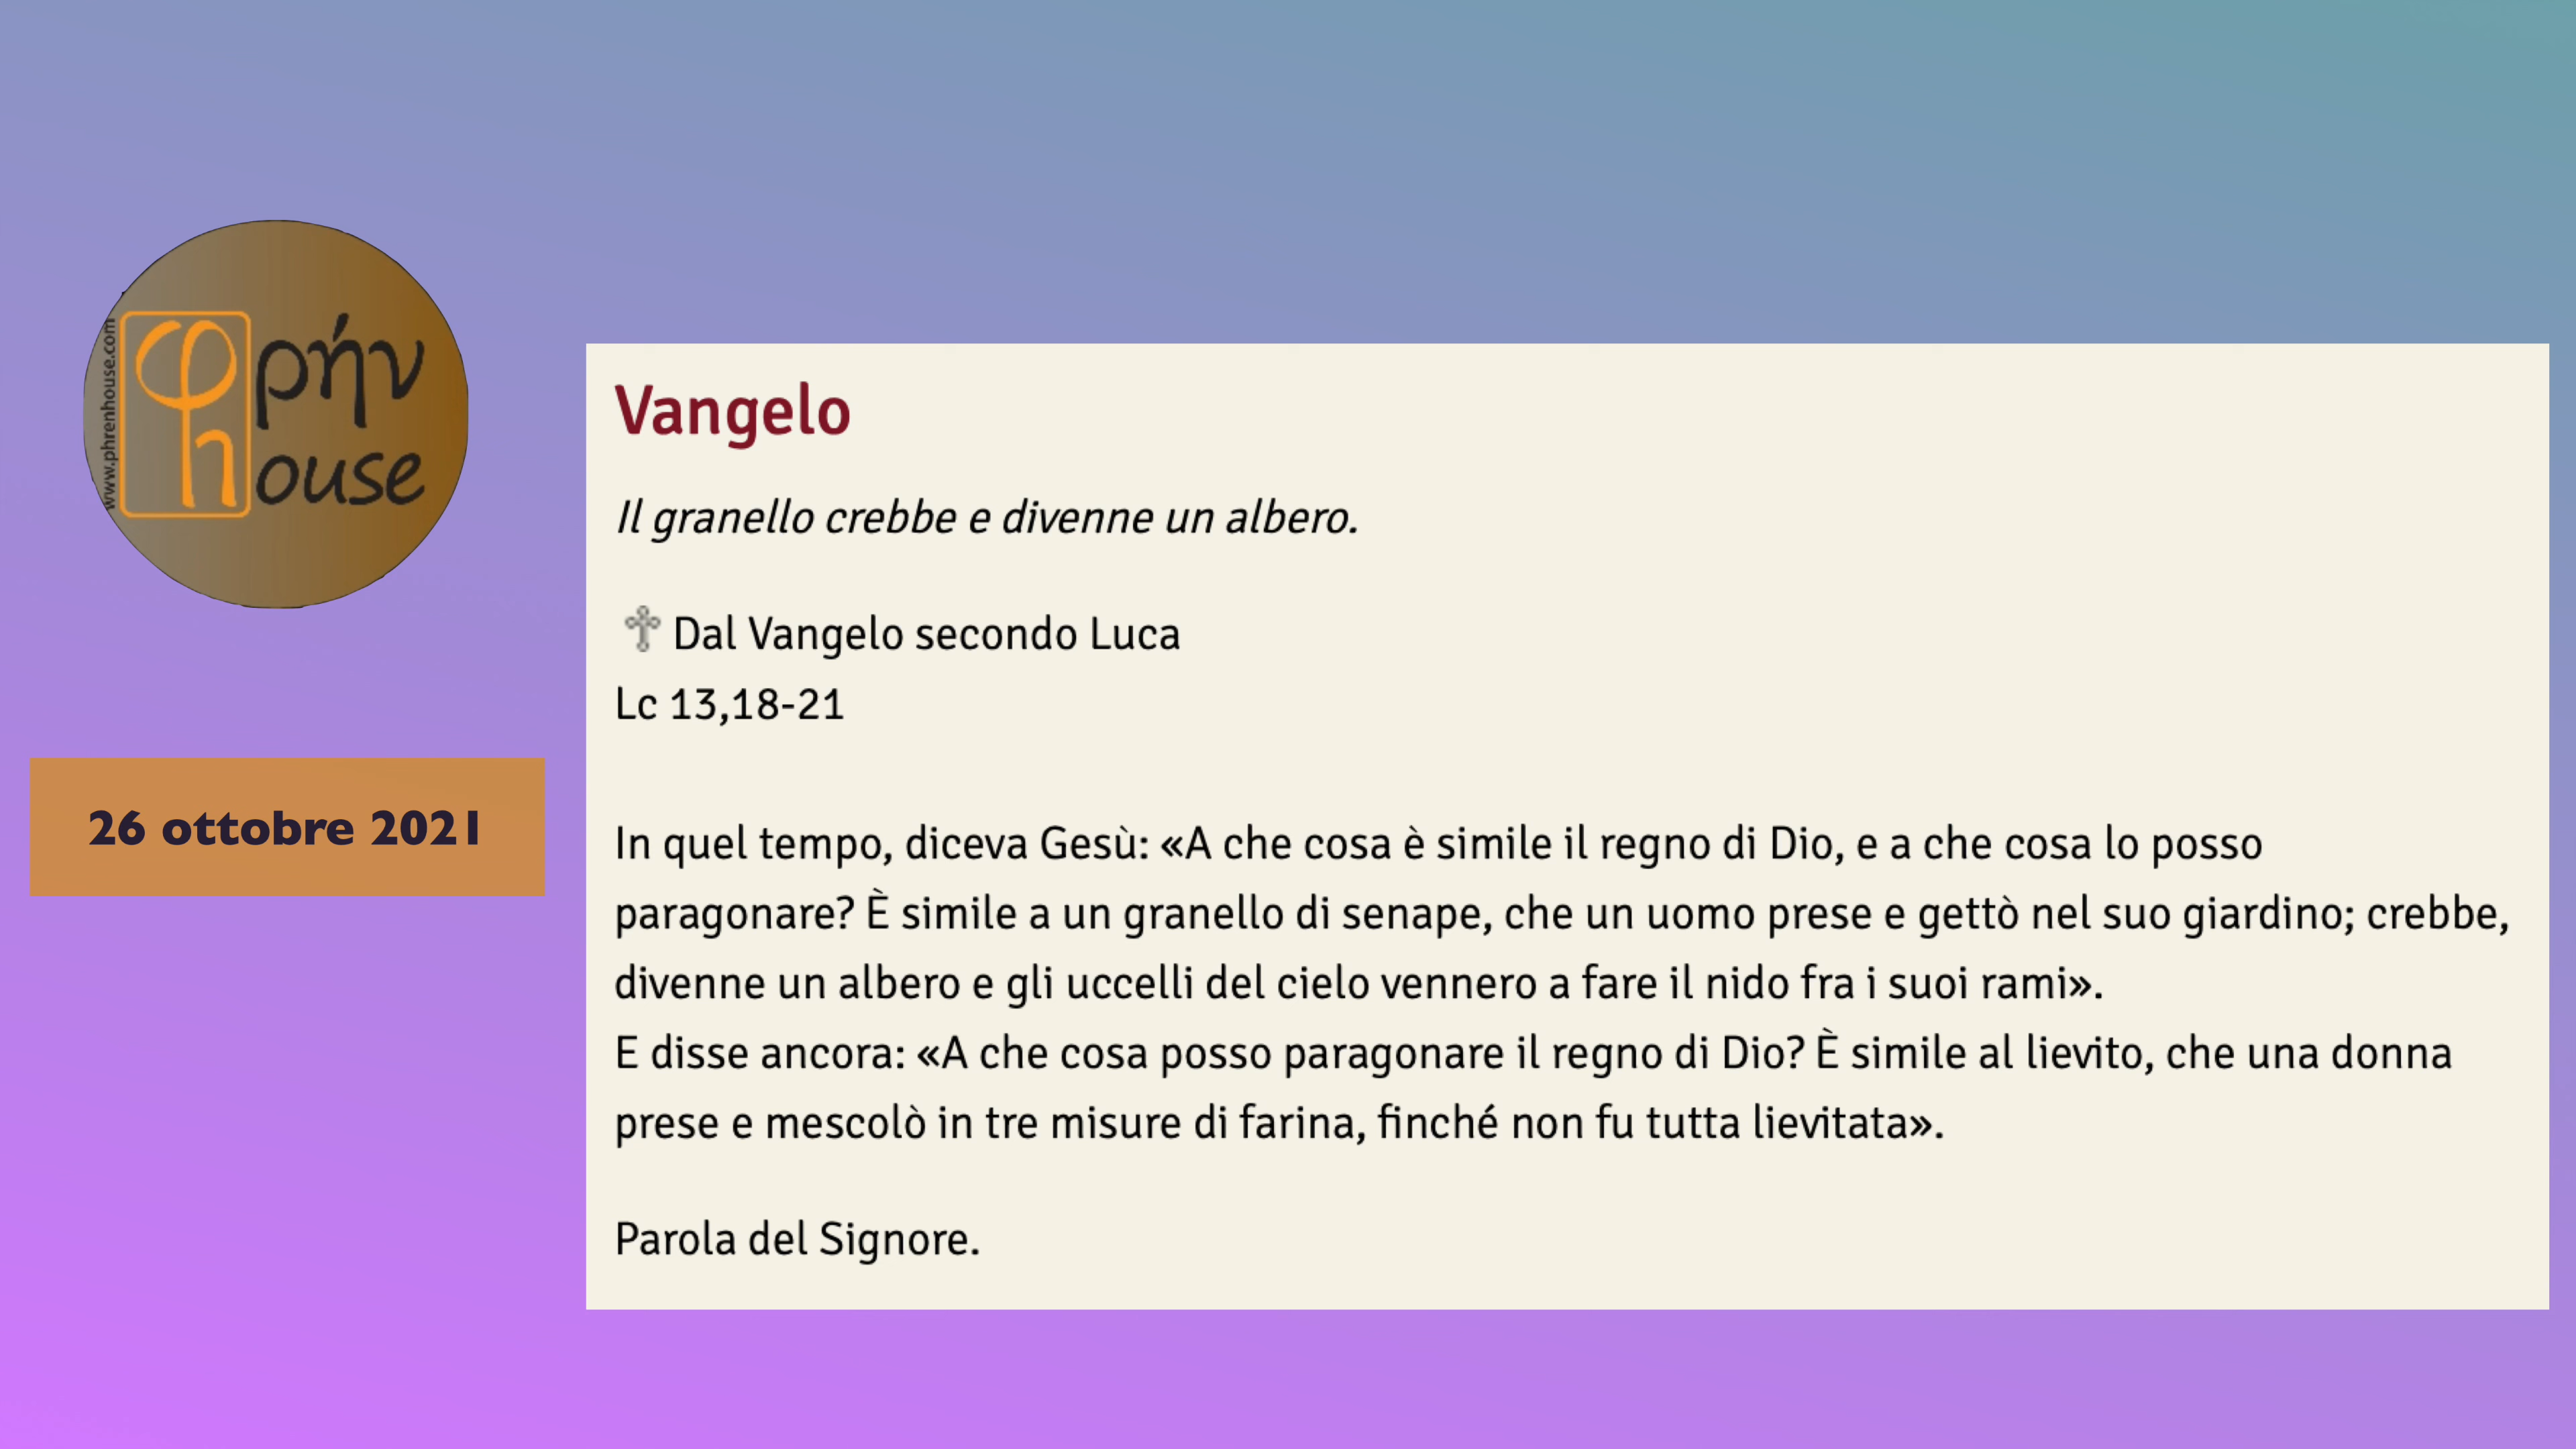 www.phrenhouse.com
φρήν
house
26 ottobre 2021
Vangelo
Il granello crebbe e divenne un albero.
Dal Vangelo secondo Luca
Lc 13,18-21
In quel tempo, diceva Gesù: «A che cosa è simile il regno di Dio, e a che cosa lo posso
paragonare? È simile a un granello di senape, che un uomo prese e gettò nel suo giardino; crebbe,
divenne un albero e gli uccelli del cielo vennero a fare il nido fra i suoi rami».
E disse ancora: «A che cosa posso paragonare il regno di Dio? È simile al lievito, che una donna
prese e mescolò in tre misure di farina, finché non fu tutta lievitata».
Parola del Signore.